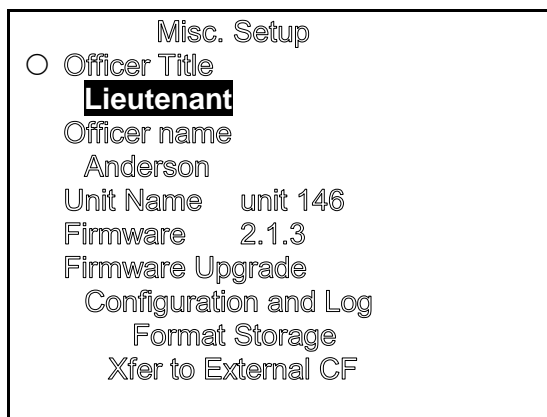 Misc. Setup
Officer Title
Lieutenant
Officer name
Anderson
Unit Name unit 146
Firmware 2.1.3
Firmware Upgrade
Configuration and Log
Format Storage
Xfer to External CF